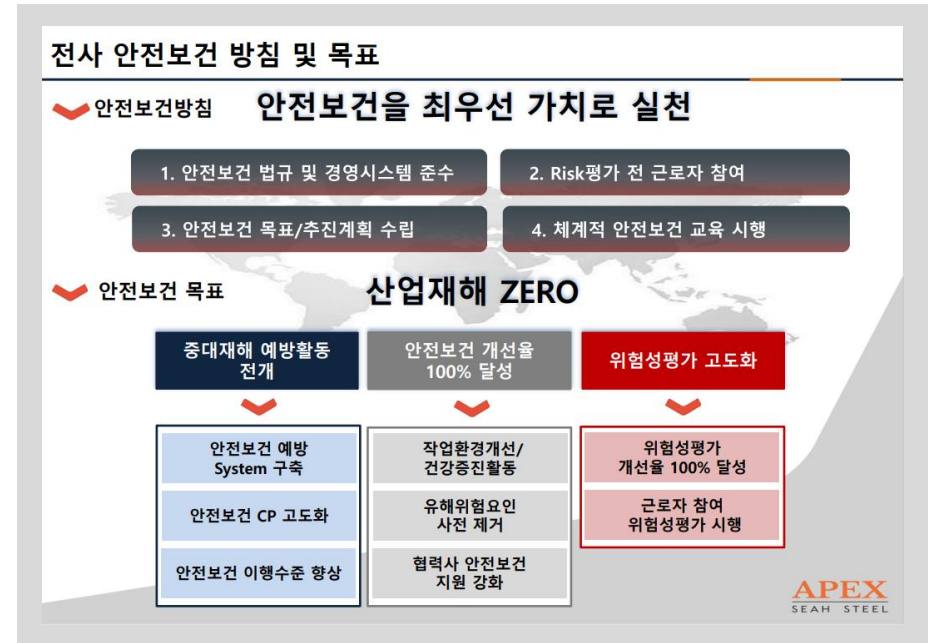 전사 안전보건 방침 및 목표
안전보건방침
안전보건을 최우선 가치로 실천
1. 안전보건 법규 및 경영시스템 준수
2. Risk평가 전 근로자 참여
3. 안전보건 목표/추진계획 수립
4. 체계적 안전보건 교육 시행
안전보건 목표
산업재해 ZERO
중대재해 예방활동
전개
안전보건 예방
System 구축
안전보건 CP 고도화
안전보건 이행수준 향상
안전보건 개선율
100% 달성
작업환경개선/
건강증진활동
유해위험요인
사전 제거
협력사 안전보건
지원 강화
위험성평가 고도화
위험성평가
개선율 100% 달성
근로자 참여
위험성평가 시행
APEX
SEAH STEEL